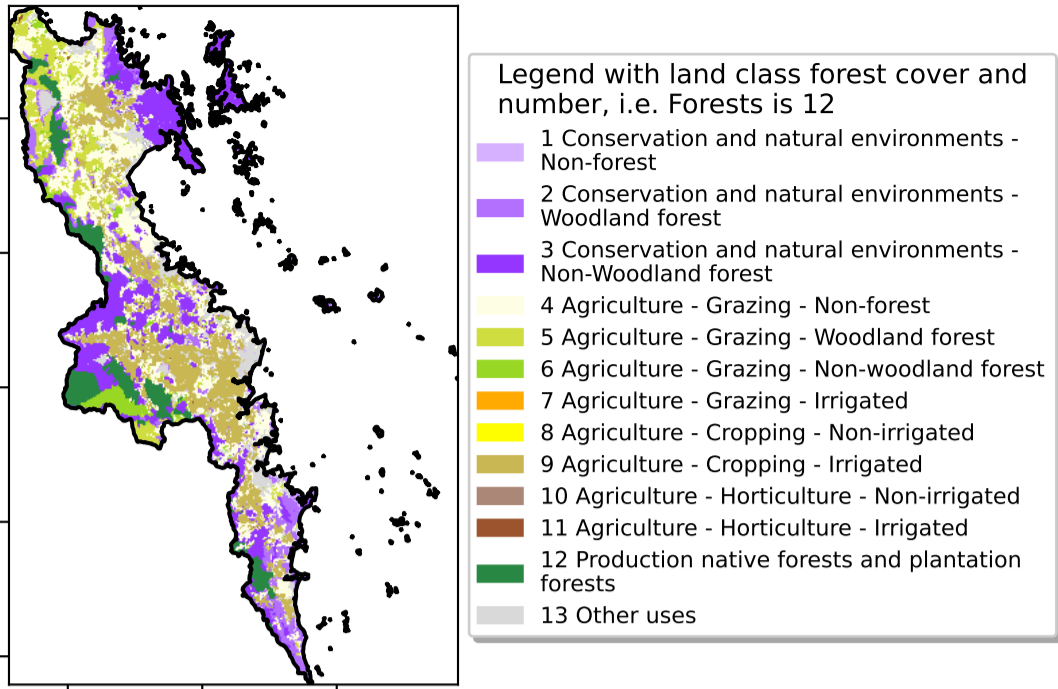 Legend with land class forest cover and
number, i.e. Forests is 12
1 Conservation and natural environments -
Non-forest
2 Conservation and natural environments -
Woodland forest
3 Conservation and natural environments -
Non-Woodland forest
4 Agriculture - Grazing - Non-forest
5 Agriculture - Grazing - Woodland forest
6 Agriculture - Grazing - Non-woodland forest
7 Agriculture - Grazing - Irrigated
8 Agriculture - Cropping - Non-irrigated
9 Agriculture - Cropping - Irrigated
10 Agriculture - Horticulture - Non-irrigated
11 Agriculture - Horticulture - Irrigated
12 Production native forests and plantation
forests
13 Other uses